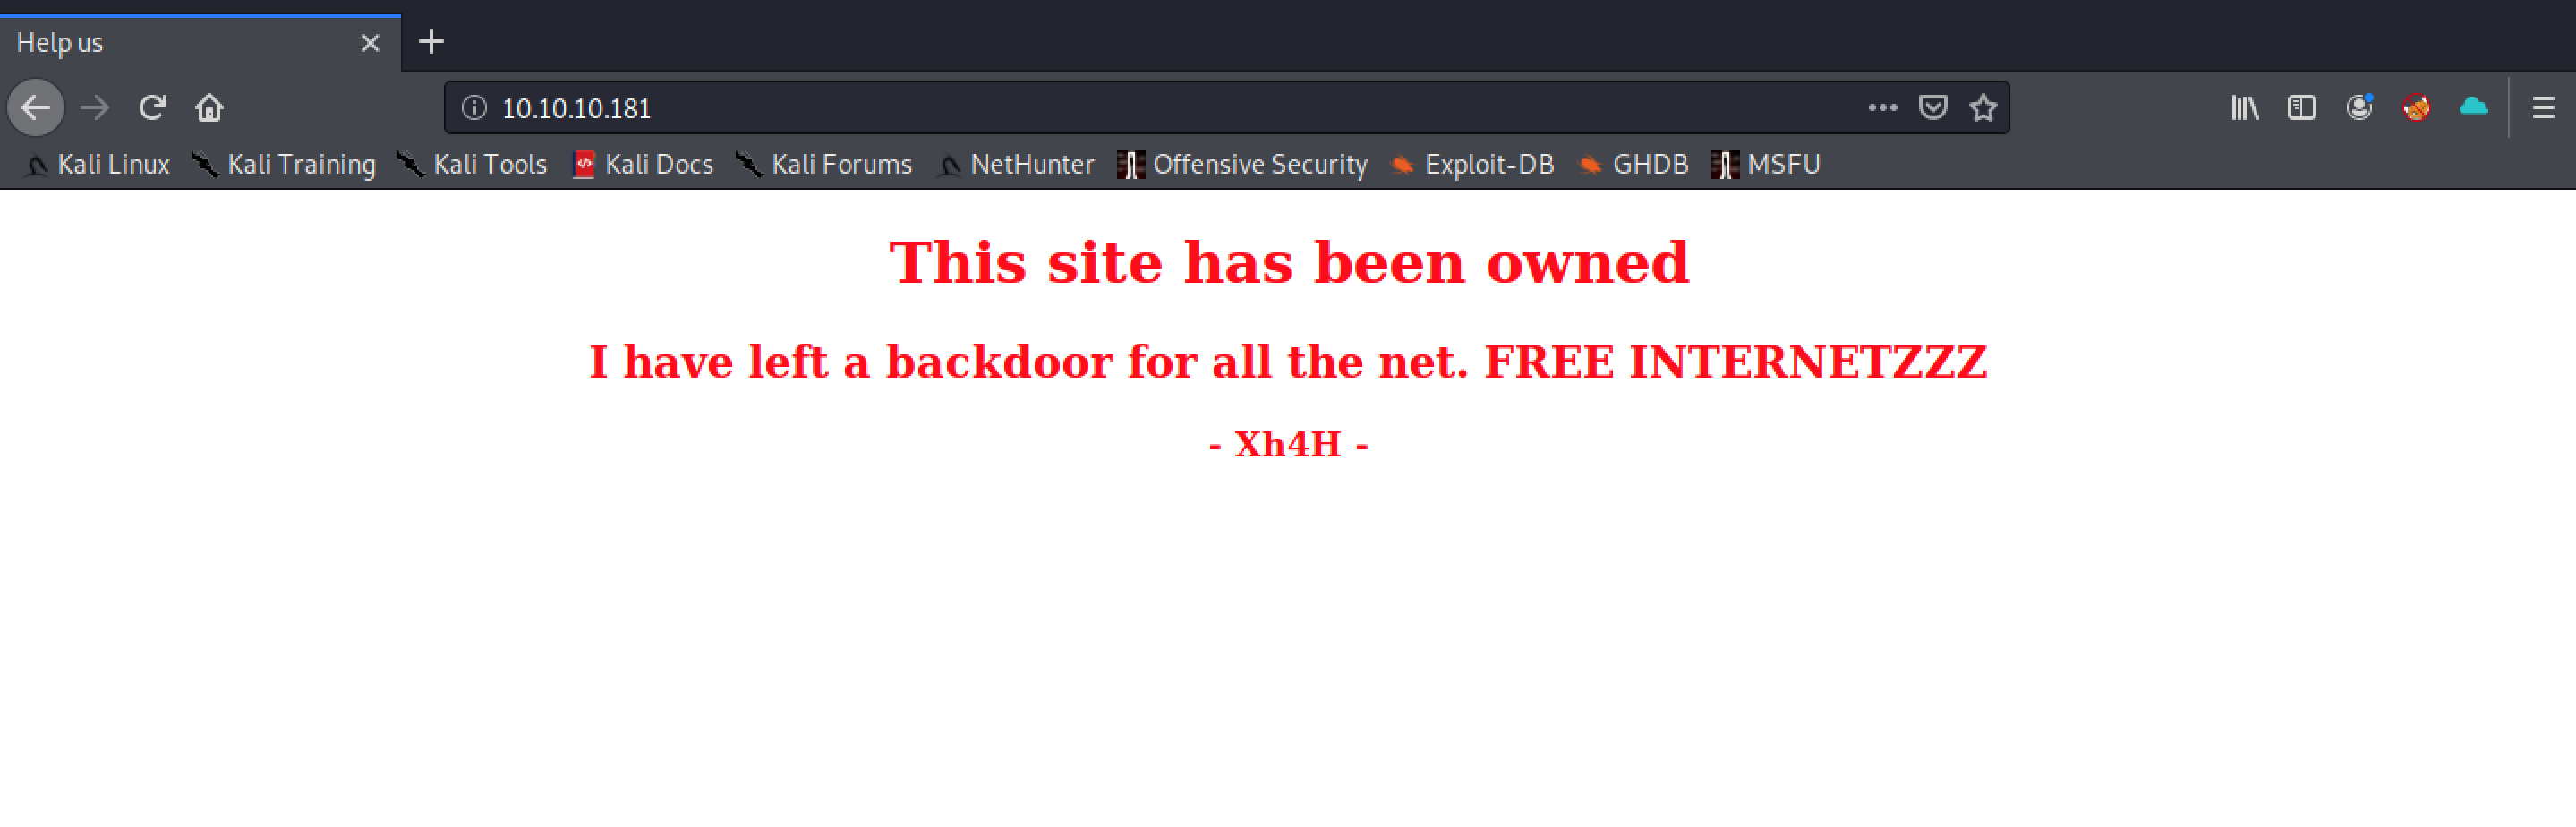 Help us
10.10.10.181
Kali Linux Kali Training Kali Tools Kali Docs Kali Forums NetHunter Offensive Security Exploit-DB GHDB MSFU
This site has been owned
I have left a backdoor for all the net. FREE INTERNETZZZ
- Xh4H -